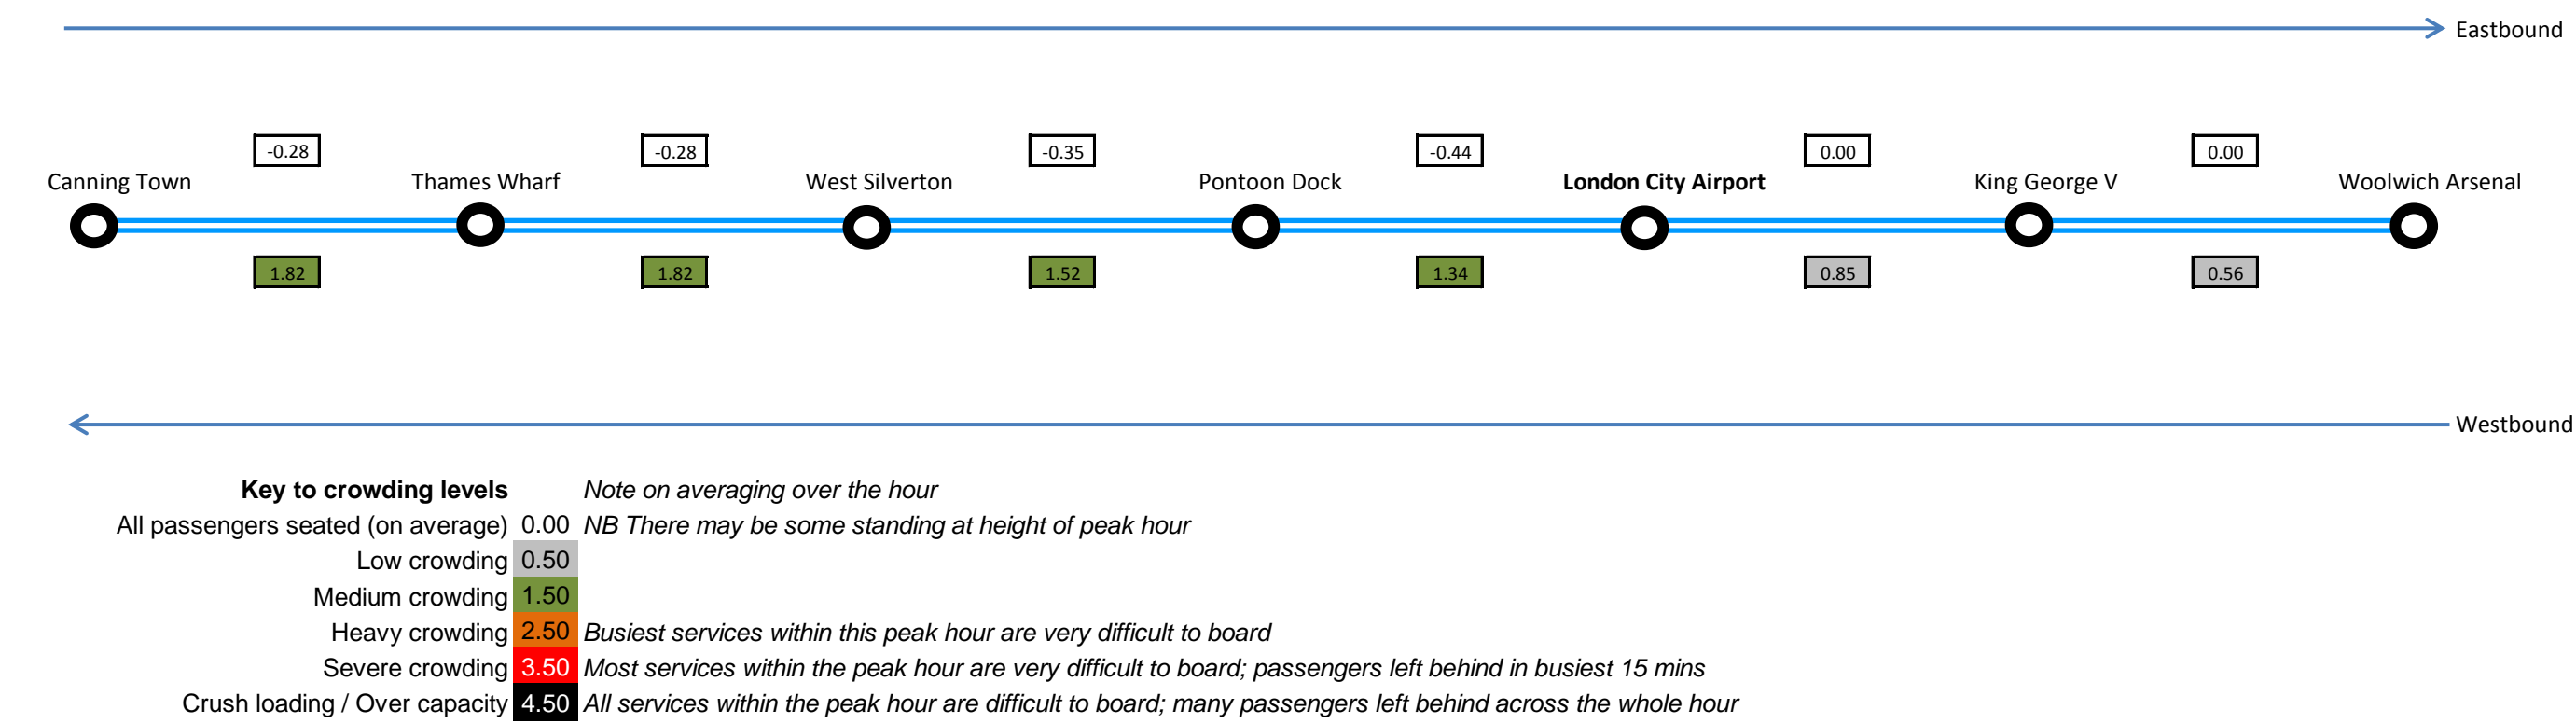 Eastbound
-0.28 -0.28 -0.35 -0.44 0.00 0.00
Canning Town Thames Wharf West Silverton Pontoon Dock London City Airport King George V Woolwich Arsenal
1.82 1.82 1.52 1.34 0.85 0.56
Westbound
Key to crowding levels Note on averaging over the hour
All passengers seated (on average) 0.00 NB There may be some standing at height of peak hour
Low crowding 0.50
Medium crowding 1.50
Heavy crowding 2.50 Busiest services within this peak hour are very difficult to board
Severe crowding 3.50 Most services within the peak hour are very difficult to board; passengers left behind in busiest 15 mins
Crush loading / Over capacity 4.50 All services within the peak hour are difficult to board; many passengers left behind across the whole hour